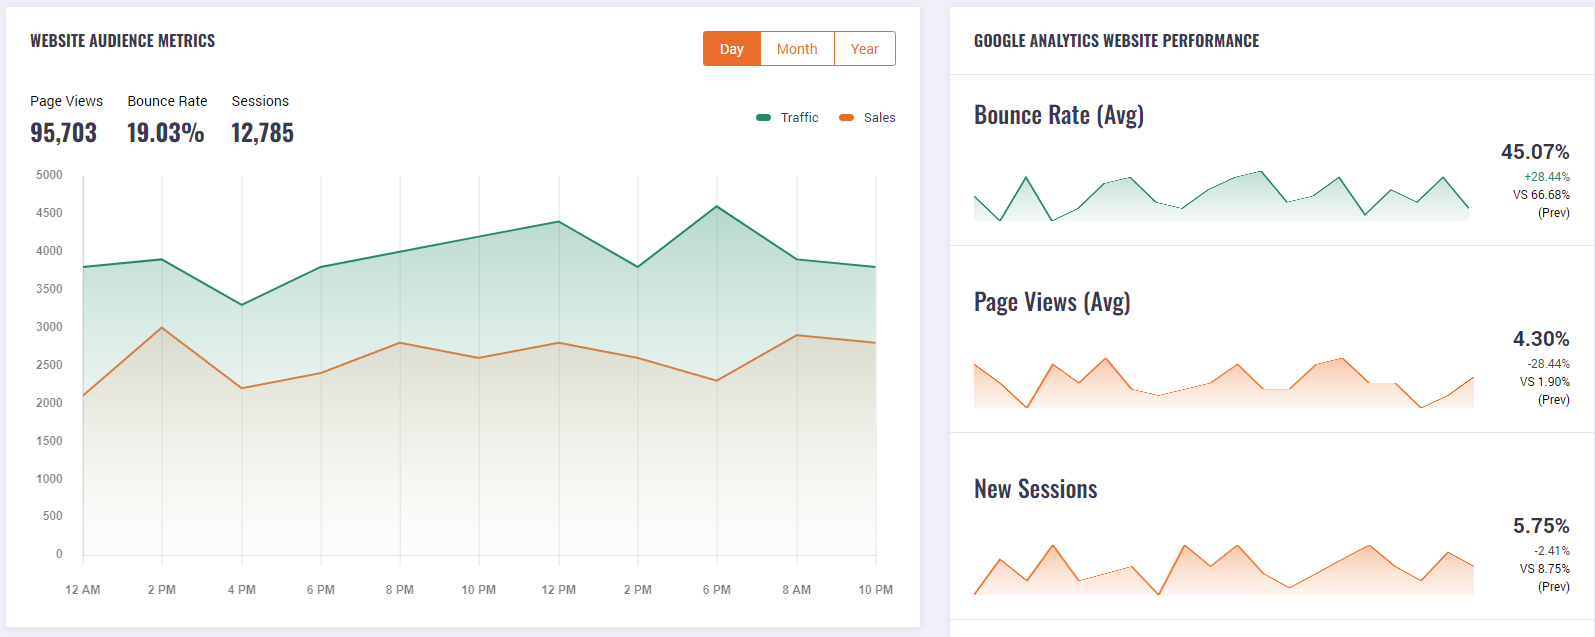 WEBSITE AUDIENCE METRICS
Day Month Year
Page Views Bounce Rate Sessions
95,703 19.03% 12,785
Traffic Sales
5000
4500
4000
3500
3000
2500
2000
1500
1000
500
0
12 AM 2 PM 4 PM 6 PM 8 PM 10 PM 12 PM 2 PM 6 PM 8 AM 10 PM
GOOGLE ANALYTICS WEBSITE PERFORMANCE
Bounce Rate (Avg)
45.07%
+28.44%
VS 66.68%
(Prev)
Page Views (Avg)
4.30%
-28.44%
VS 1.90%
(Prev)
New Sessions
5.75%
-2.41%
VS 8.75%
(Prev)